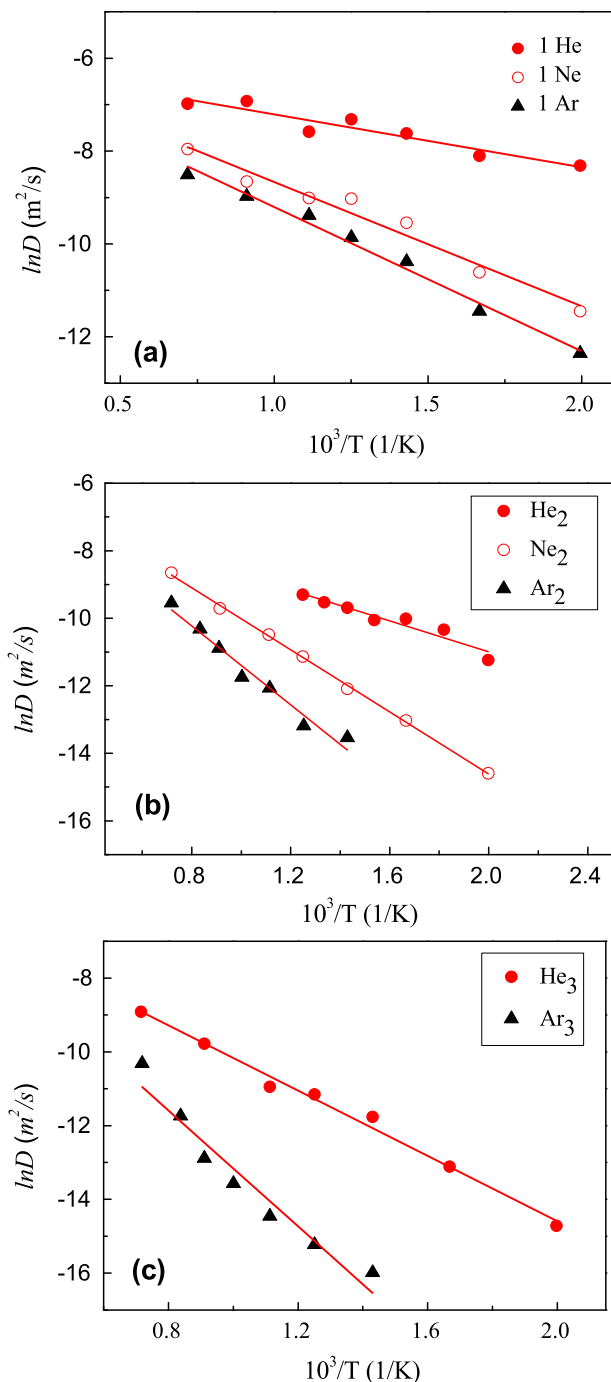 -6
-8
-10
-12
lnD (m²/s)
1 He
1 Ne
1 Ar
(a)
0.5
1.0
1.5
2.0
10³/T (1/K)
-6
-8
-10
-12
-14
-16
lnD (m²/s)
He₂
Ne₂
Ar₂
(b)
0.8
1.2
1.6
2.0
2.4
10³/T (1/K)
-8
-10
-12
-14
-16
lnD (m²/s)
He₃
Ar₃
(c)
0.8
1.2
1.6
2.0
10³/T (1/K)